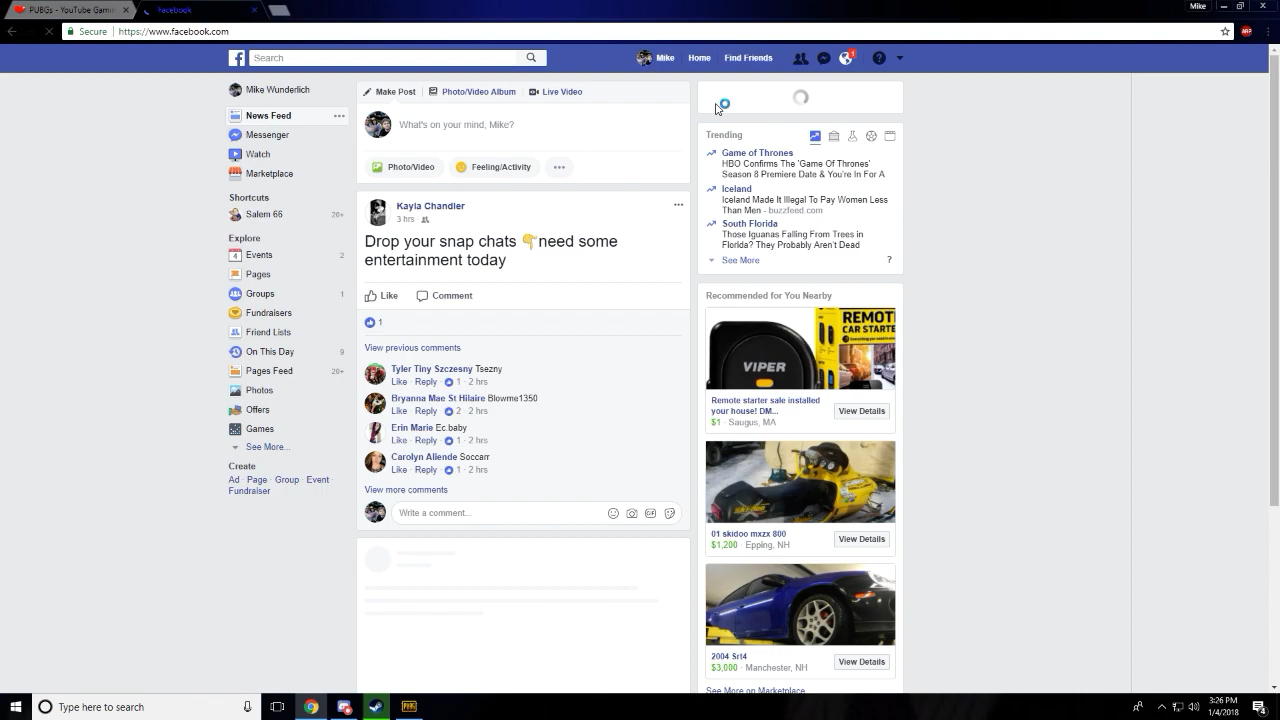 PUBGs - YouTube Gamin
Facebook
Mike
Secure
https://www.facebook.com
ABP
Search
Mike
Home
Find Friends
1
Mike Wunderlich
News Feed
Messenger
Watch
Marketplace
Shortcuts
Salem 66
20+
Explore
Events
2
Pages
Groups
1
Fundraisers
Friend Lists
On This Day
9
Pages Feed
20+
Photos
Offers
Games
See More...
Create
Ad · Page · Group · Event ·
Fundraiser
Make Post
Photo/Video Album
Live Video
What's on your mind, Mike?
Photo/Video
Feeling/Activity
Kayla Chandler
3 hrs ·
Drop your snap chats 👇need some
entertainment today
Like
Comment
1
View previous comments
Tyler Tiny Szczesny Tsezny
Like · Reply · 1 · 2 hrs
Bryanna Mae St Hilaire Blowme1350
Like · Reply · 2 · 2 hrs
Erin Marie Ec.baby
Like · Reply · 1 · 2 hrs
Carolyn Aliende Soccarr
Like · Reply · 1 · 2 hrs
View more comments
Write a comment...
Trending
Game of Thrones
HBO Confirms The 'Game Of Thrones'
Season 8 Premiere Date & You're In For A
Iceland
Iceland Made It Illegal To Pay Women Less
Than Men - buzzfeed.com
South Florida
Those Iguanas Falling From Trees in
Florida? They Probably Aren't Dead
See More
?
Recommended for You Nearby
REMOTE
CAR STARTE
VIPER
Remote starter sale installed
your house! DM...
$1 · Saugus, MA
View Details
01 skidoo mxzx 800
$1,200 · Epping, NH
View Details
2004 Srt4
$3,000 · Manchester, NH
View Details
See More on Marketplace
Type here to search
3:26 PM
1/4/2018